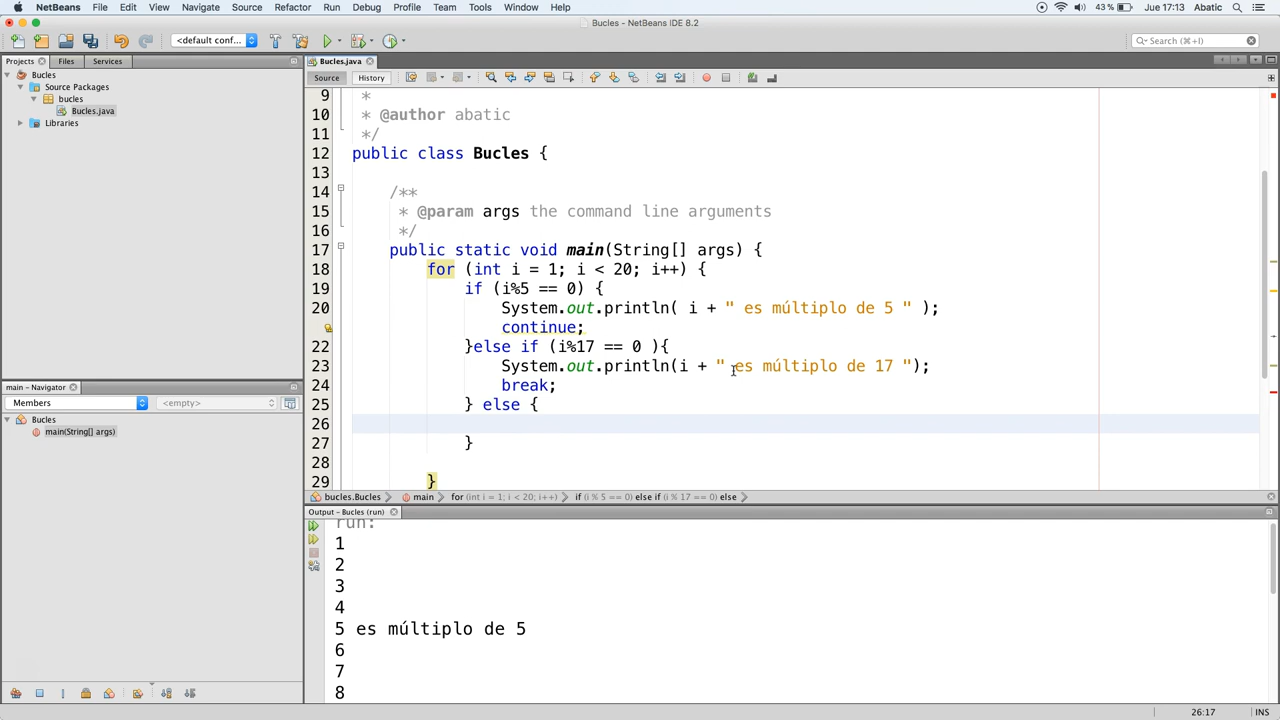 NetBeans File Edit View Navigate Source Refactor Run Debug Profile Team Tools Window Help 43 % Jue 17:13 Abatic
Bucles - NetBeans IDE 8.2
<default conf... Search (⌘+I)
Projects Files Services
Bucles
Source Packages
bucles
Bucles.java
Libraries
Bucles.java
Source History
9 *
10 * @author abatic
11 */
12 public class Bucles {
13
14 /**
15 * @param args the command line arguments
16 */
17 public static void main(String[] args) {
18 for (int i = 1; i < 20; i++) {
19 if (i%5 == 0) {
20 System.out.println( i + " es múltiplo de 5 " );
continue;
22 }else if (i%17 == 0 ){
23 System.out.println(i + " es múltiplo de 17 ");
24 break;
25 } else {
26
27 }
28
29 }
main - Navigator
Members <empty>
Bucles
main(String[] args)
bucles.Bucles main for (int i = 1; i < 20; i++) if (i % 5 == 0) else if (i % 17 == 0) else
Output - Bucles (run)
run:
1
2
3
4
5 es múltiplo de 5
6
7
8
26:17 INS